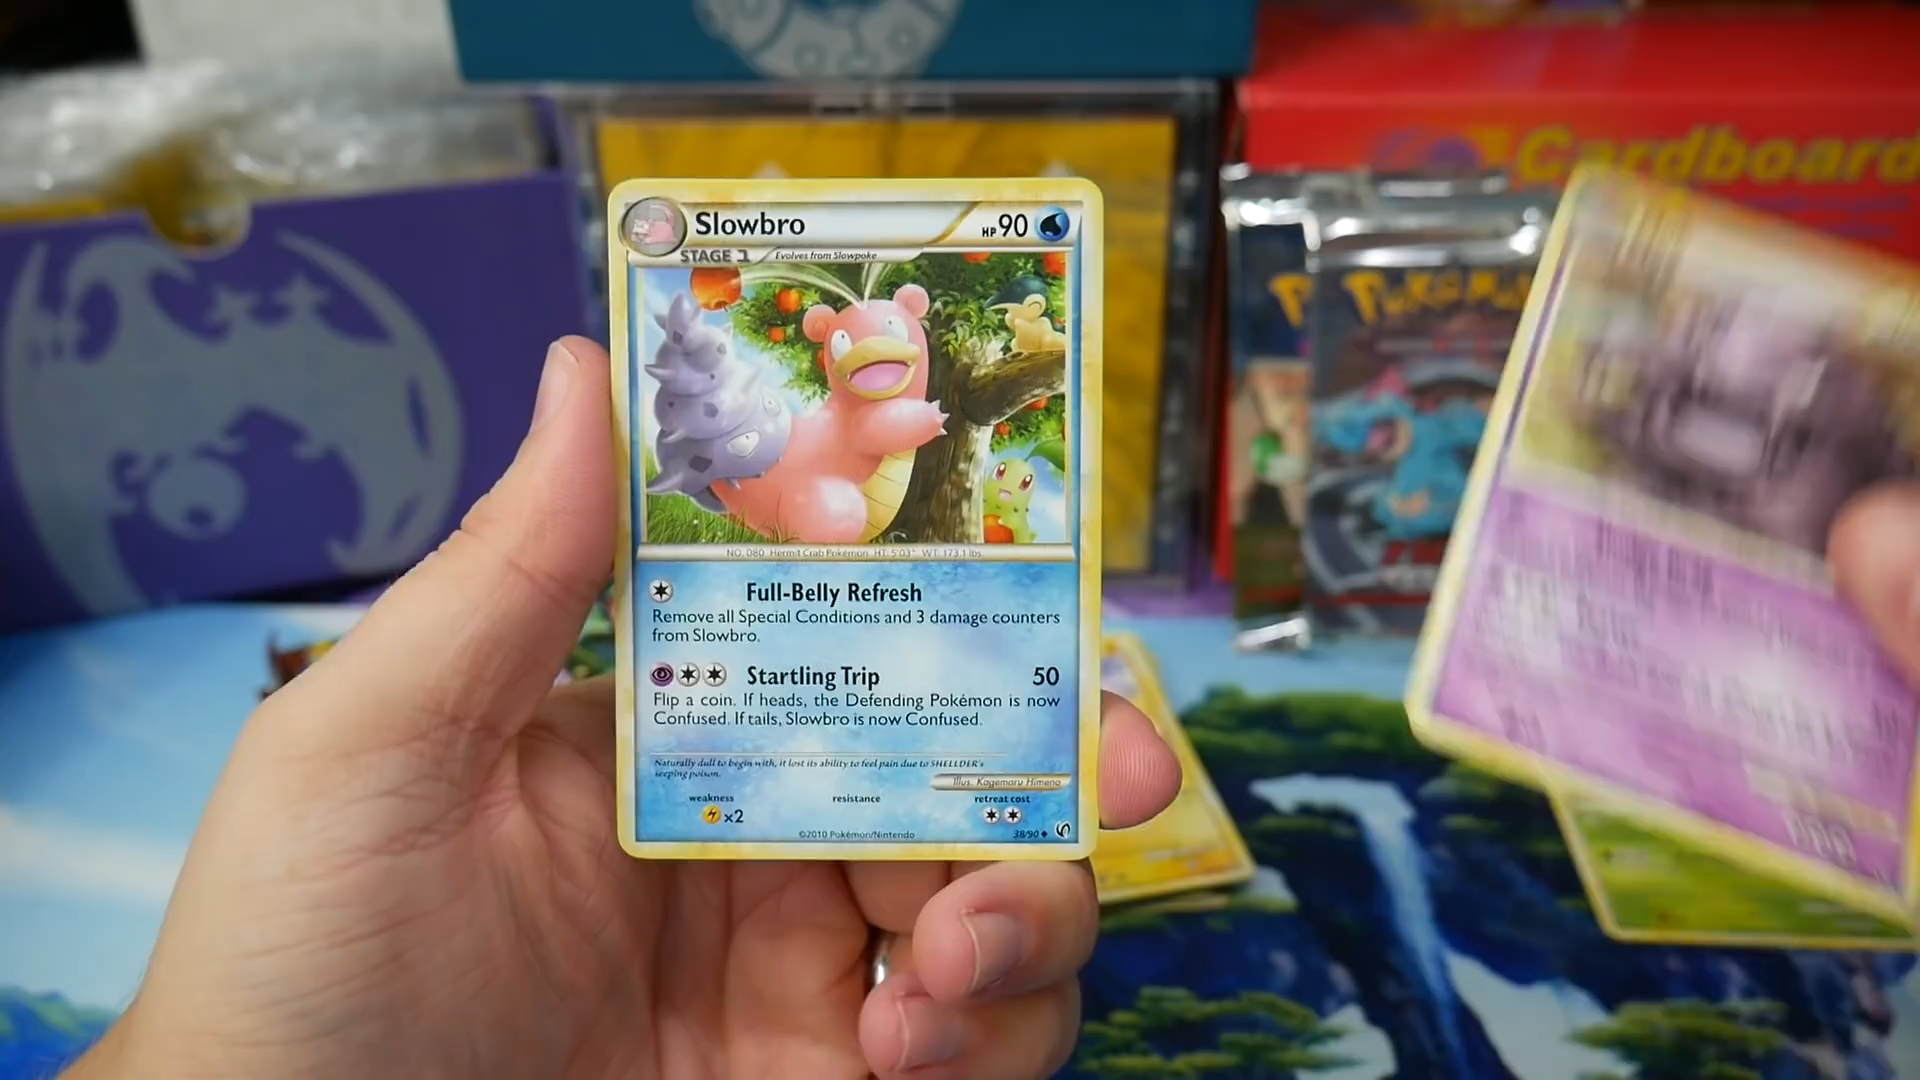 Cardboard
Pokémon
Slowbro
HP 90
STAGE 1
Evolves from Slowpoke
NO. 080 Hermit Crab Pokémon HT: 5'03" WT: 173.1 lbs.
Full-Belly Refresh
Remove all Special Conditions and 3 damage counters
from Slowbro.
Startling Trip 50
Flip a coin. If heads, the Defending Pokémon is now
Confused. If tails, Slowbro is now Confused.
Naturally dull to begin with, it lost its ability to feel pain due to SHELLDER's
seeping poison.
Illus. Kagemaru Himeno
weakness resistance retreat cost
x2
©2010 Pokémon/Nintendo
38/90